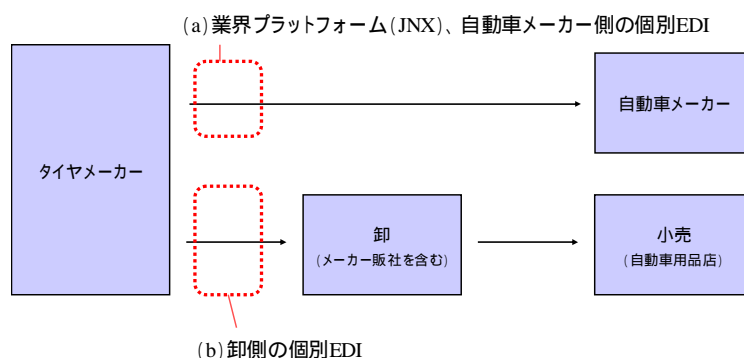 (a)業界プラットフォーム(JNX)、自動車メーカー側の個別EDI
自動車メーカー
タイヤメーカー
卸
(メーカー販社を含む)
小売
(自動車用品店)
(b)卸側の個別EDI